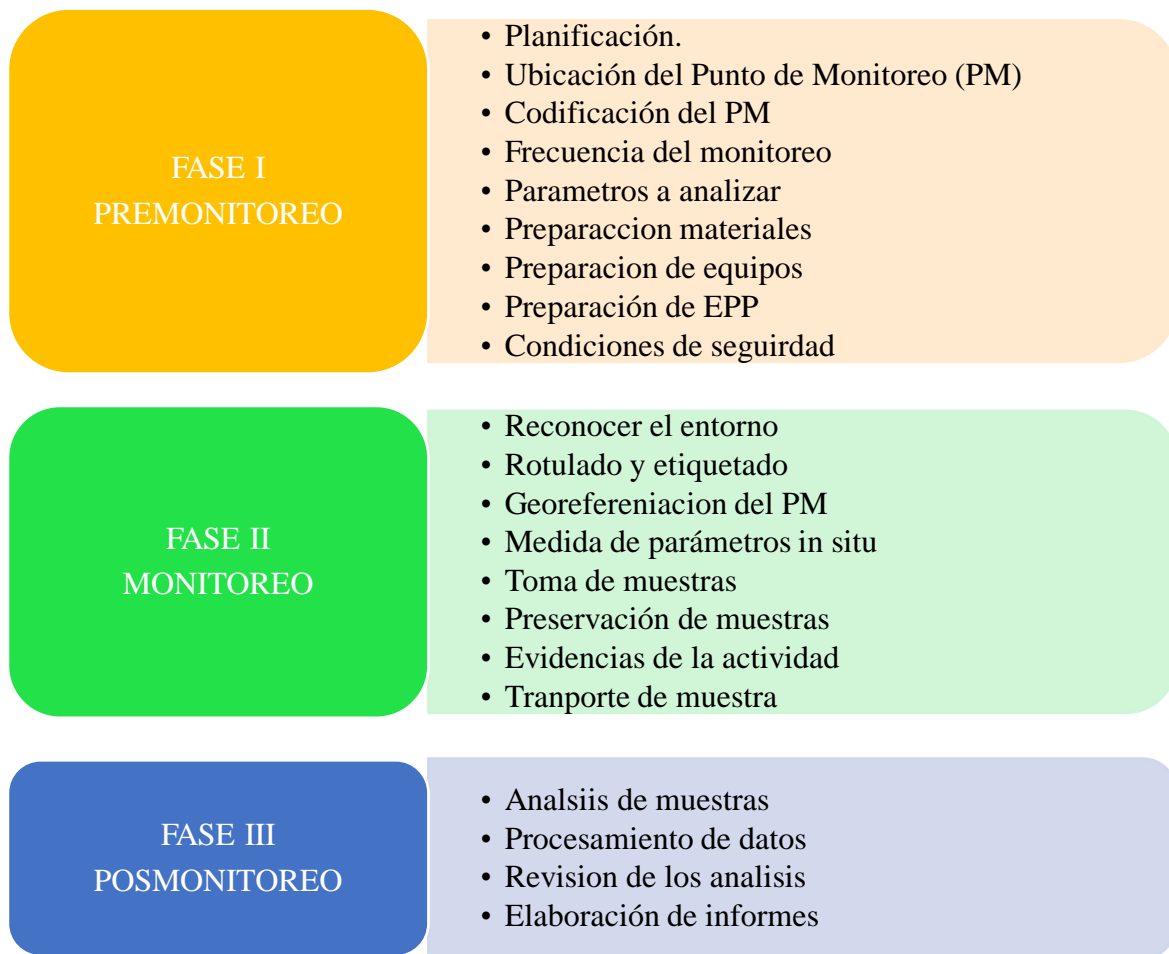 FASE I
PREMONITOREO
• Planificación.
• Ubicación del Punto de Monitoreo (PM)
• Codificación del PM
• Frecuencia del monitoreo
• Parametros a analizar
• Preparaccion materiales
• Preparacion de equipos
• Preparación de EPP
• Condiciones de seguirdad
FASE II
MONITOREO
• Reconocer el entorno
• Rotulado y etiquetado
• Georefereniacion del PM
• Medida de parámetros in situ
• Toma de muestras
• Preservación de muestras
• Evidencias de la actividad
• Tranporte de muestra
FASE III
POSMONITOREO
• Analsiis de muestras
• Procesamiento de datos
• Revision de los analisis
• Elaboración de informes